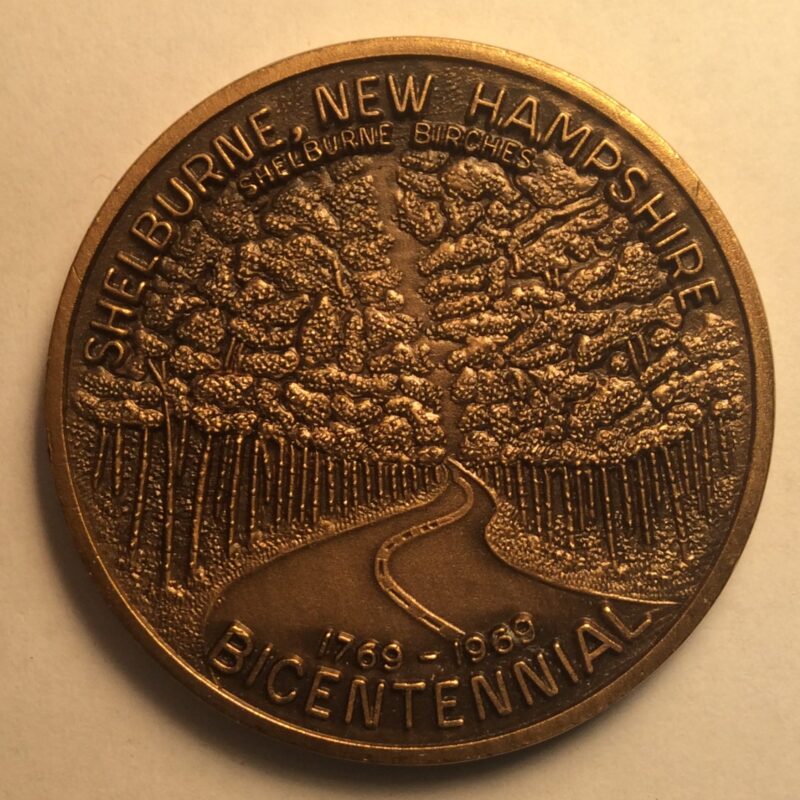 SHELBURNE, NEW HAMPSHIRE
SHELBURNE BIRCHES
1769 - 1969
BICENTENNIAL